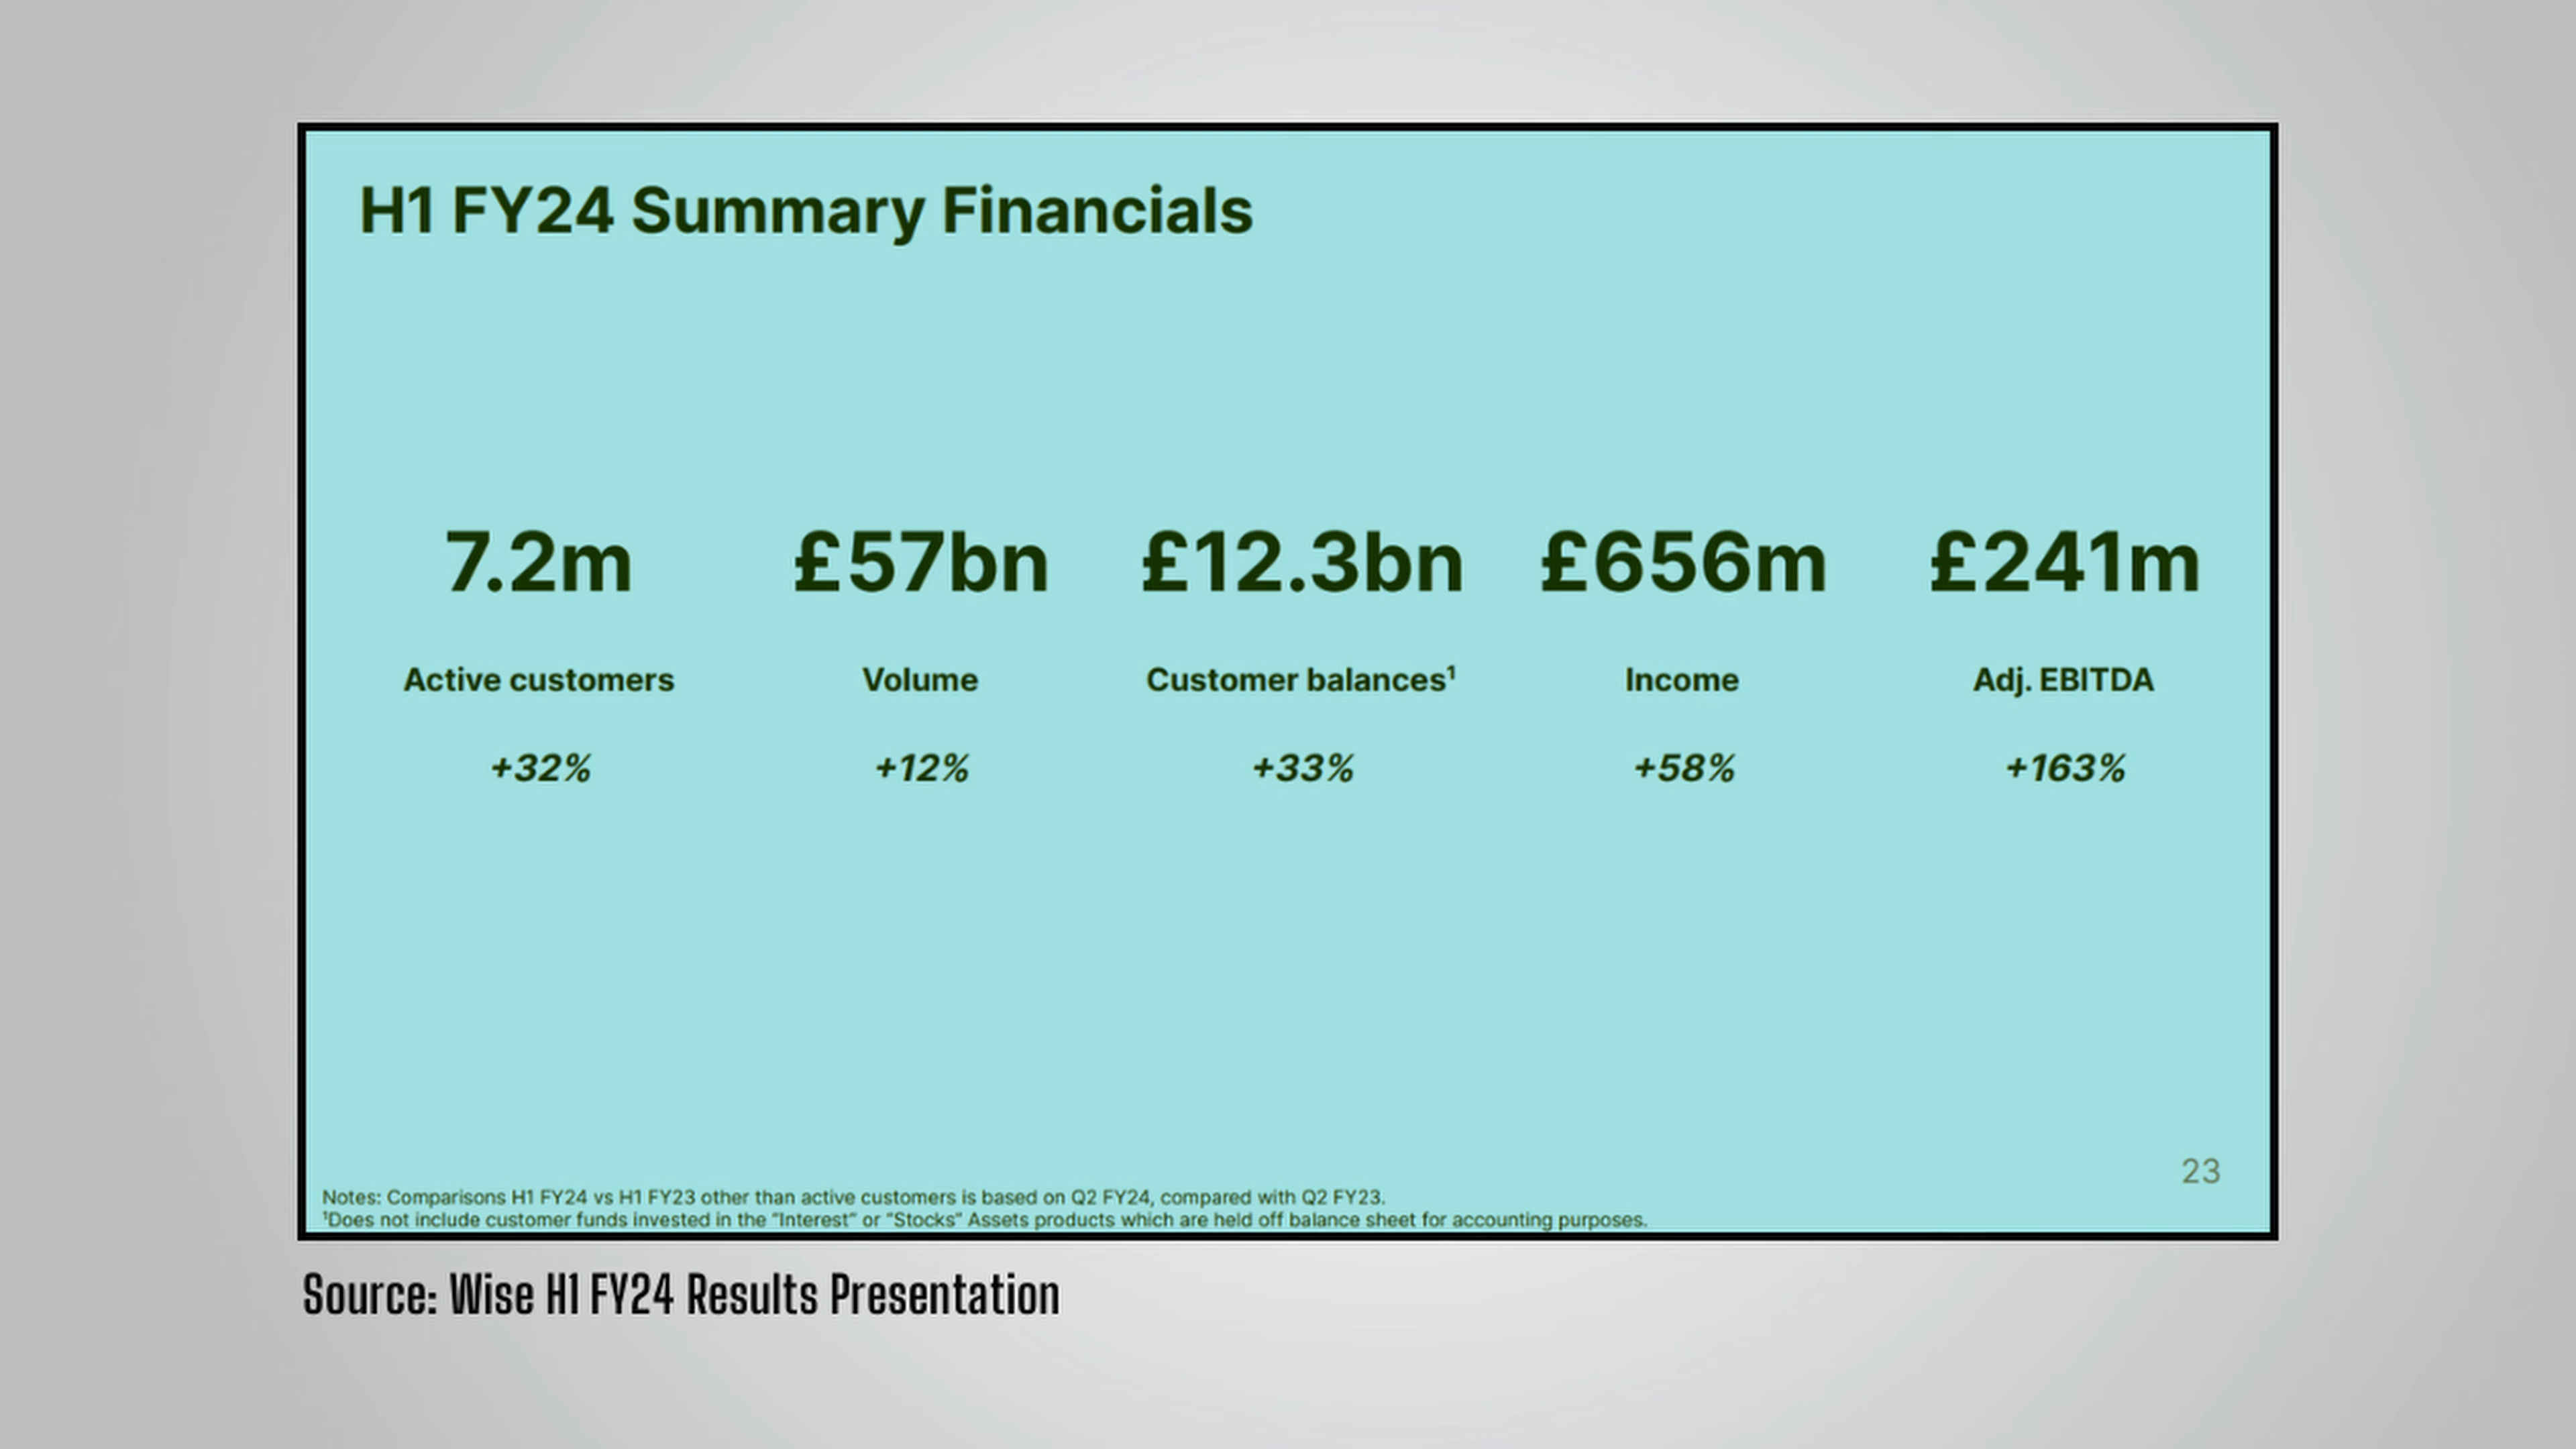 H1 FY24 Summary Financials
7.2m £57bn £12.3bn £656m £241m
Active customers Volume Customer balances¹ Income Adj. EBITDA
+32% +12% +33% +58% +163%
23
Notes: Comparisons H1 FY24 vs H1 FY23 other than active customers is based on Q2 FY24, compared with Q2 FY23.
¹Does not include customer funds invested in the “Interest” or “Stocks” Assets products which are held off balance sheet for accounting purposes.
Source: Wise H1 FY24 Results Presentation